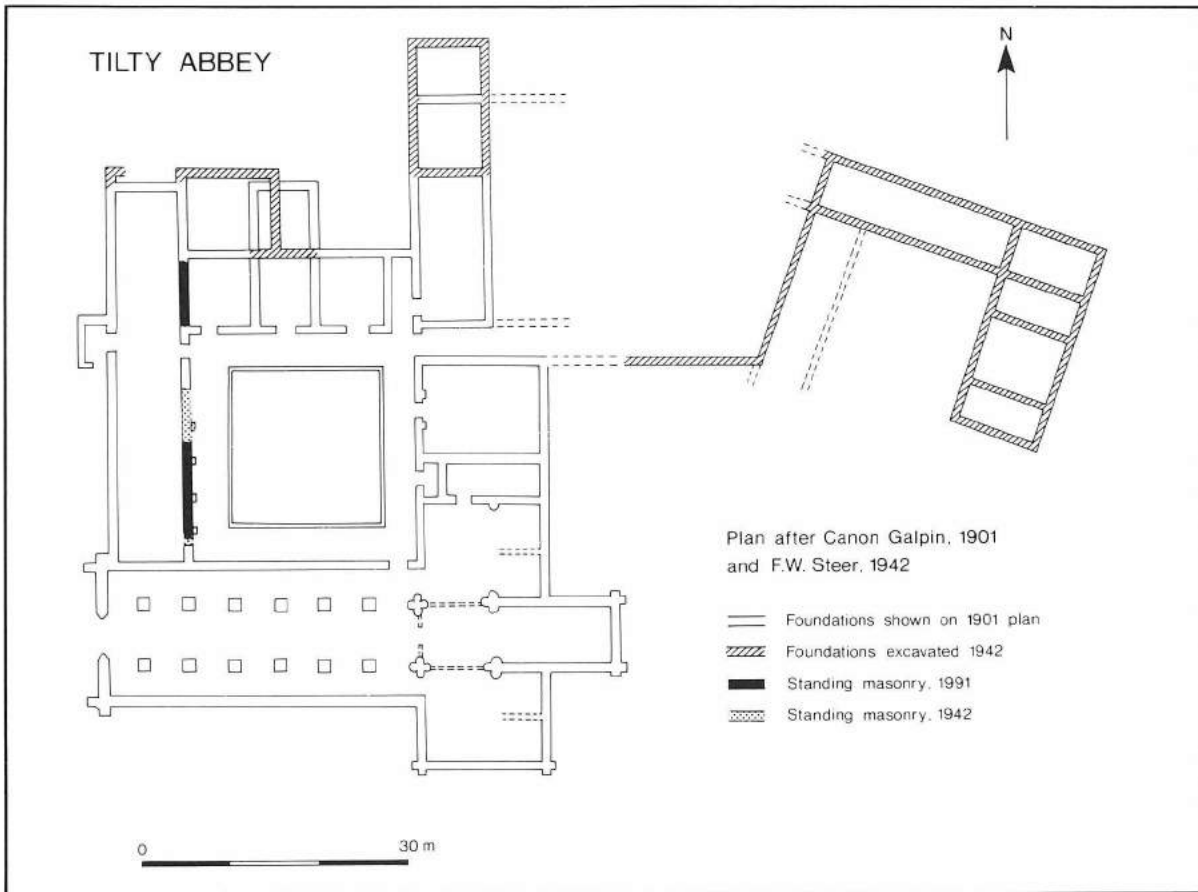 TILTY ABBEY
N
Plan after Canon Galpin, 1901
and F.W. Steer, 1942
Foundations shown on 1901 plan
Foundations excavated 1942
Standing masonry, 1991
Standing masonry, 1942
0 30 m